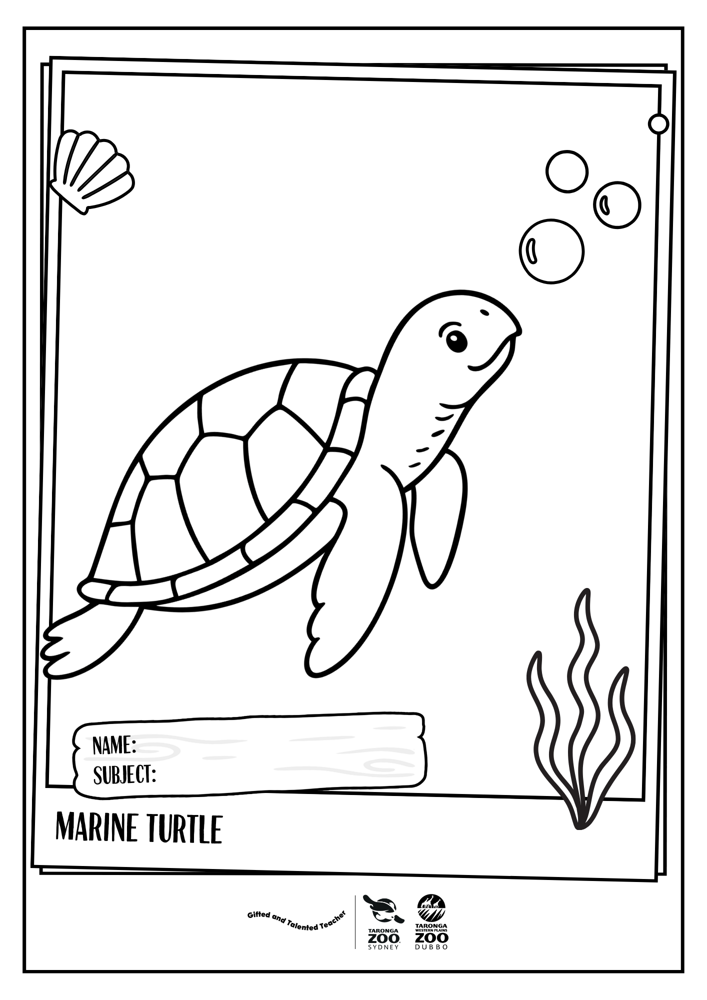 NAME:
SUBJECT:
MARINE TURTLE
Gifted and Talented Teacher
TARONGA
ZOO
SYDNEY
TARONGA
WESTERN PLAINS
ZOO
DUBBO